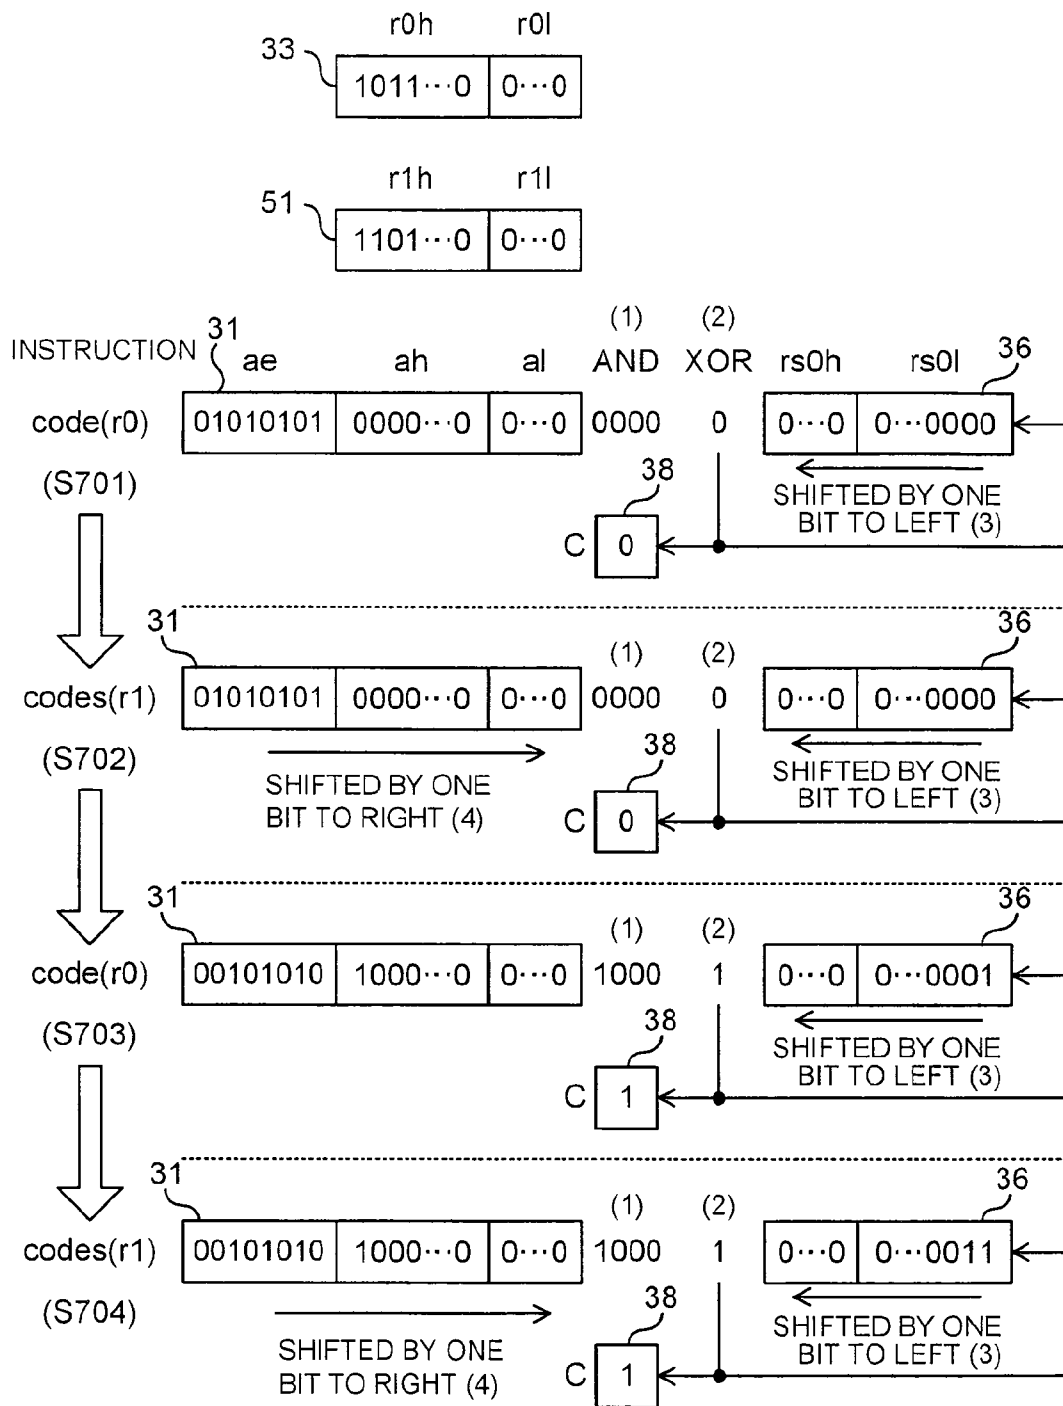 r0h r0l
33
1011···0 0···0
r1h r1l
51
1101···0 0···0
(1) (2)
31 36
INSTRUCTION ae ah al AND XOR rs0h rs0l
code(r0) 01010101 0000···0 0···0 0000 0 0···0 0···0000
(S701)
38
SHIFTED BY ONE
BIT TO LEFT (3)
C 0
31 (1) (2) 36
codes(r1) 01010101 0000···0 0···0 0000 0 0···0 0···0000
(S702)
38
SHIFTED BY ONE
BIT TO LEFT (3)
SHIFTED BY ONE
BIT TO RIGHT (4)
C 0
31 (1) (2) 36
code(r0) 00101010 1000···0 0···0 1000 1 0···0 0···0001
(S703)
38
SHIFTED BY ONE
BIT TO LEFT (3)
C 1
31 (1) (2) 36
codes(r1) 00101010 1000···0 0···0 1000 1 0···0 0···0011
(S704)
38
SHIFTED BY ONE
BIT TO LEFT (3)
SHIFTED BY ONE
BIT TO RIGHT (4)
C 1